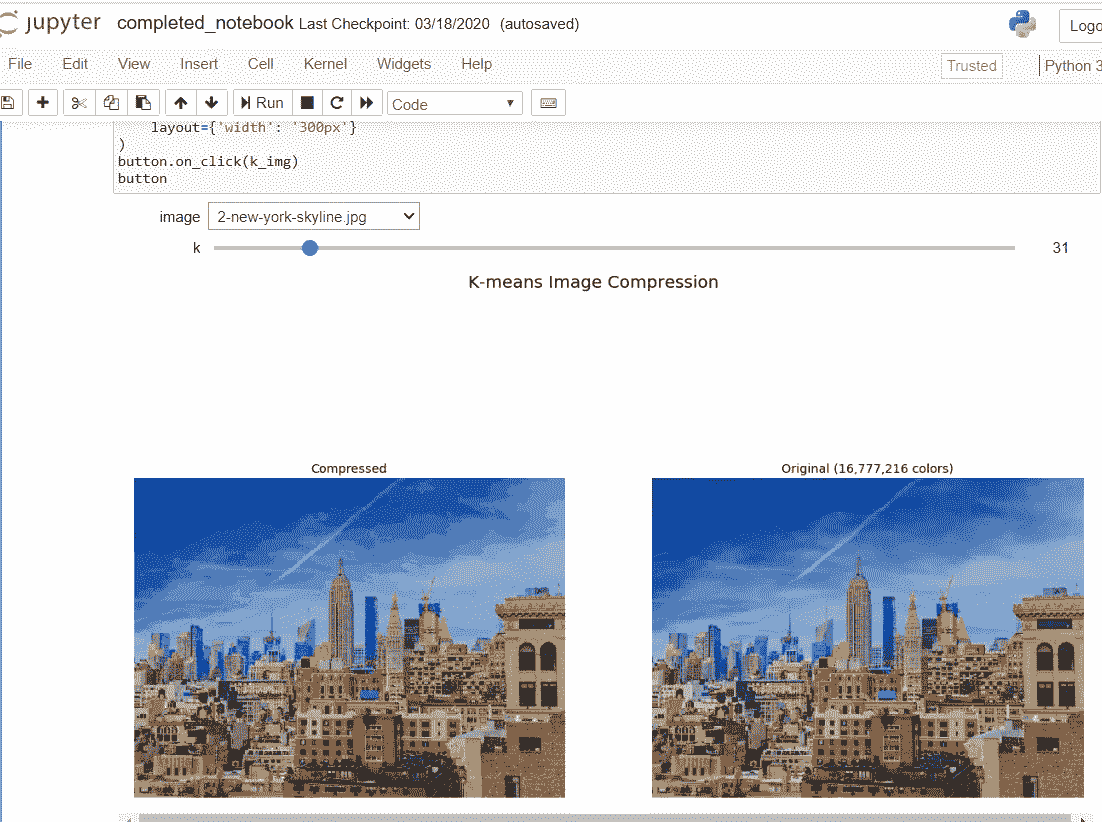 jupyter completed_notebook Last Checkpoint: 03/18/2020 (autosaved)
File Edit View Insert Cell Kernel Widgets Help Trusted Python 3
Run Code
layout={'width': '300px'}
)
button.on_click(k_img)
button
image 2-new-york-skyline.jpg
k 31
K-means Image Compression
Compressed Original (16,777,216 colors)